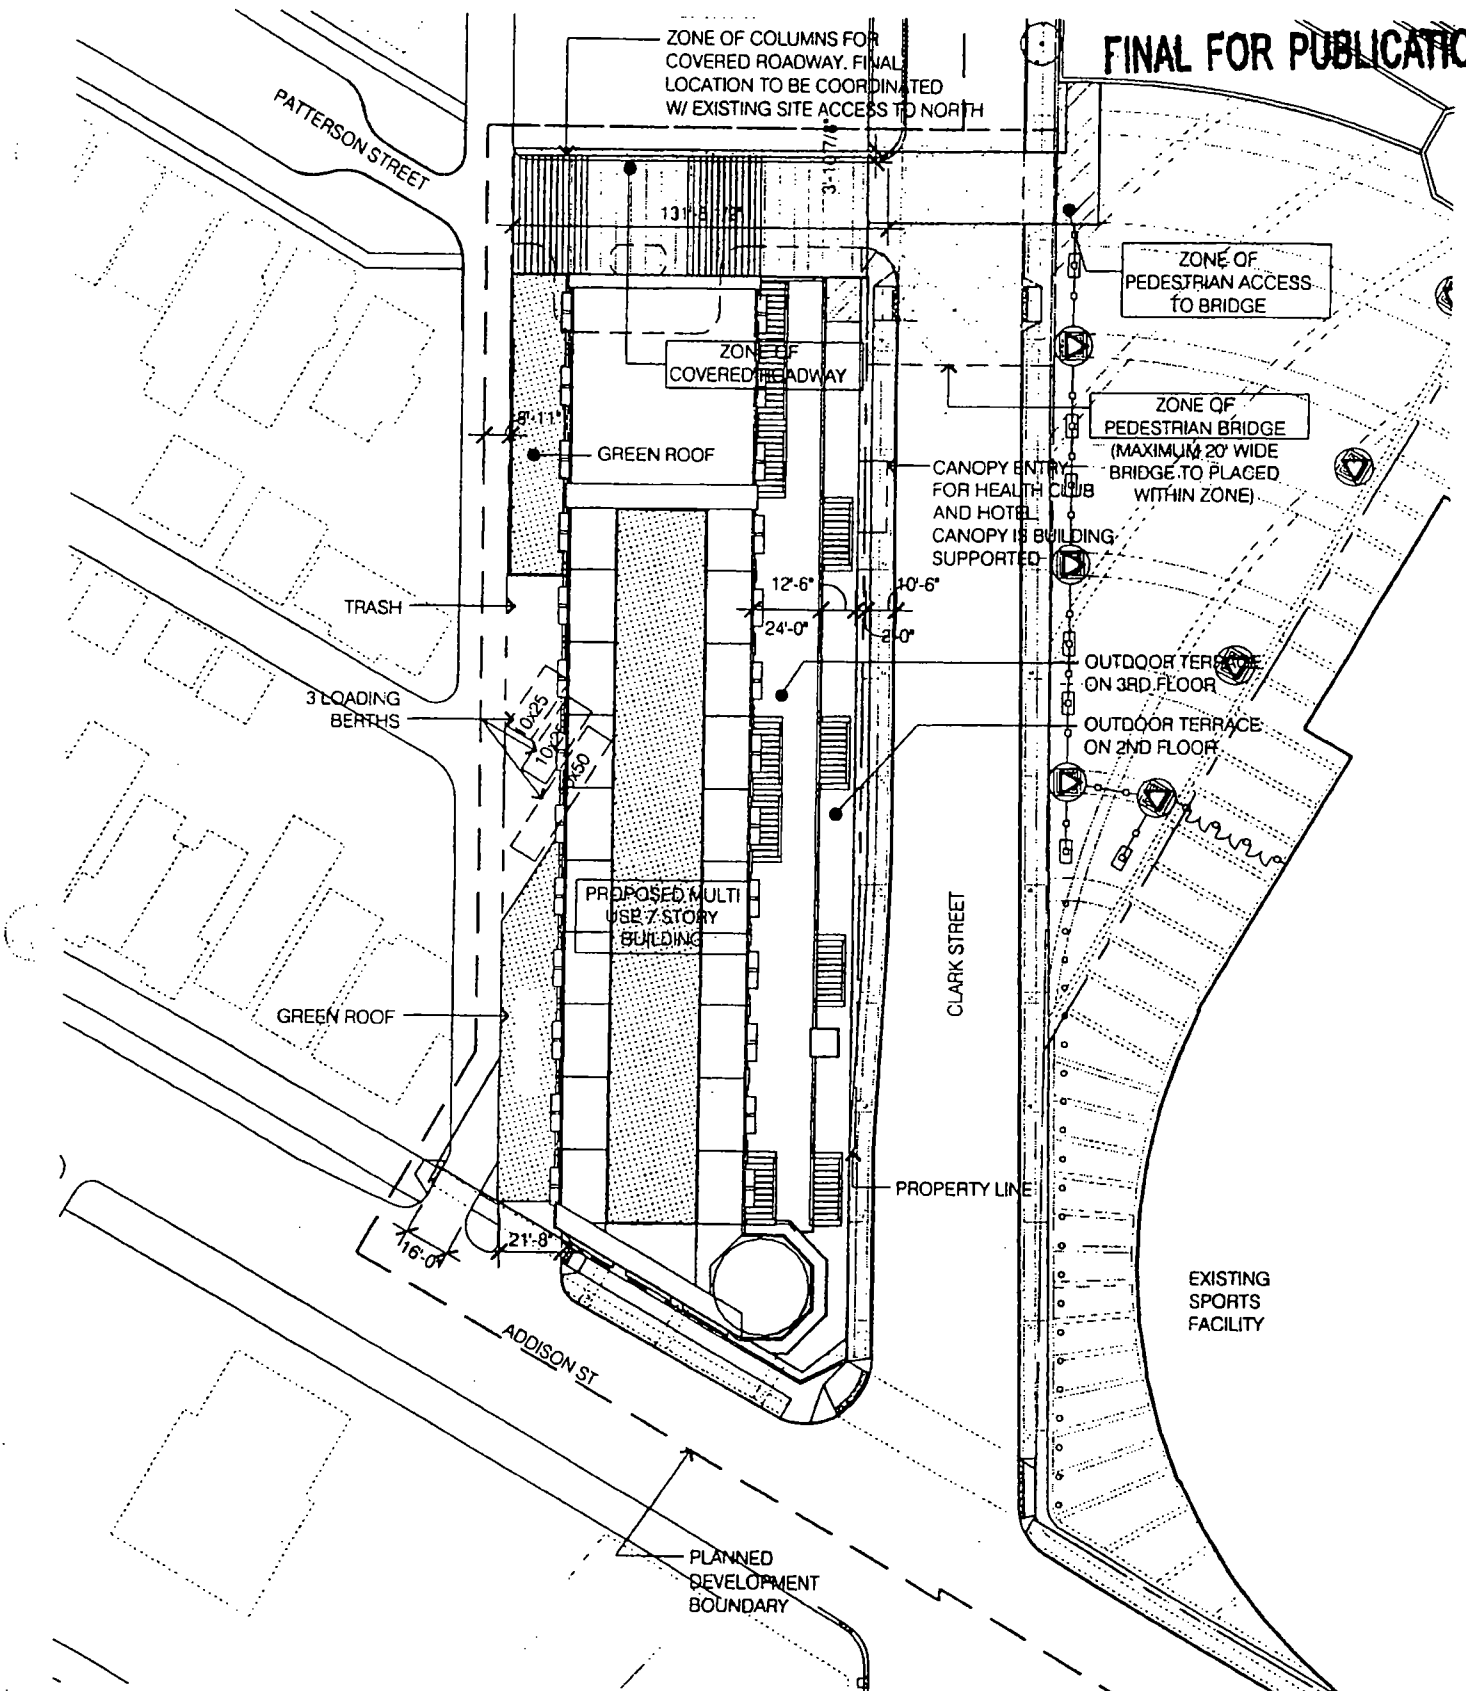 FINAL FOR PUBLICATIO
ZONE OF COLUMNS FOR
COVERED ROADWAY. FINAL
LOCATION TO BE COORDINATED
W/ EXISTING SITE ACCESS TO NORTH
PATTERSON STREET
3'-10 7/8"
131'-8 1/2"
ZONE OF
PEDESTRIAN ACCESS
TO BRIDGE
ZONE OF
COVERED ROADWAY
ZONE OF
PEDESTRIAN BRIDGE
(MAXIMUM 20' WIDE
BRIDGE TO PLACED
WITHIN ZONE)
8'-11"
GREEN ROOF
CANOPY ENTRY
FOR HEALTH CLUB
AND HOTEL
CANOPY IS BUILDING
SUPPORTED
12'-6"
10'-6"
24'-0"
2'-0"
TRASH
OUTDOOR TERRACE
ON 3RD FLOOR
3 LOADING
BERTHS
10x25
10x25
OUTDOOR TERRACE
ON 2ND FLOOR
PROPOSED MULTI
USE 7 STORY
BUILDING
CLARK STREET
GREEN ROOF
PROPERTY LINE
16'-0"
21'-8"
EXISTING
SPORTS
FACILITY
ADDISON ST
PLANNED
DEVELOPMENT
BOUNDARY